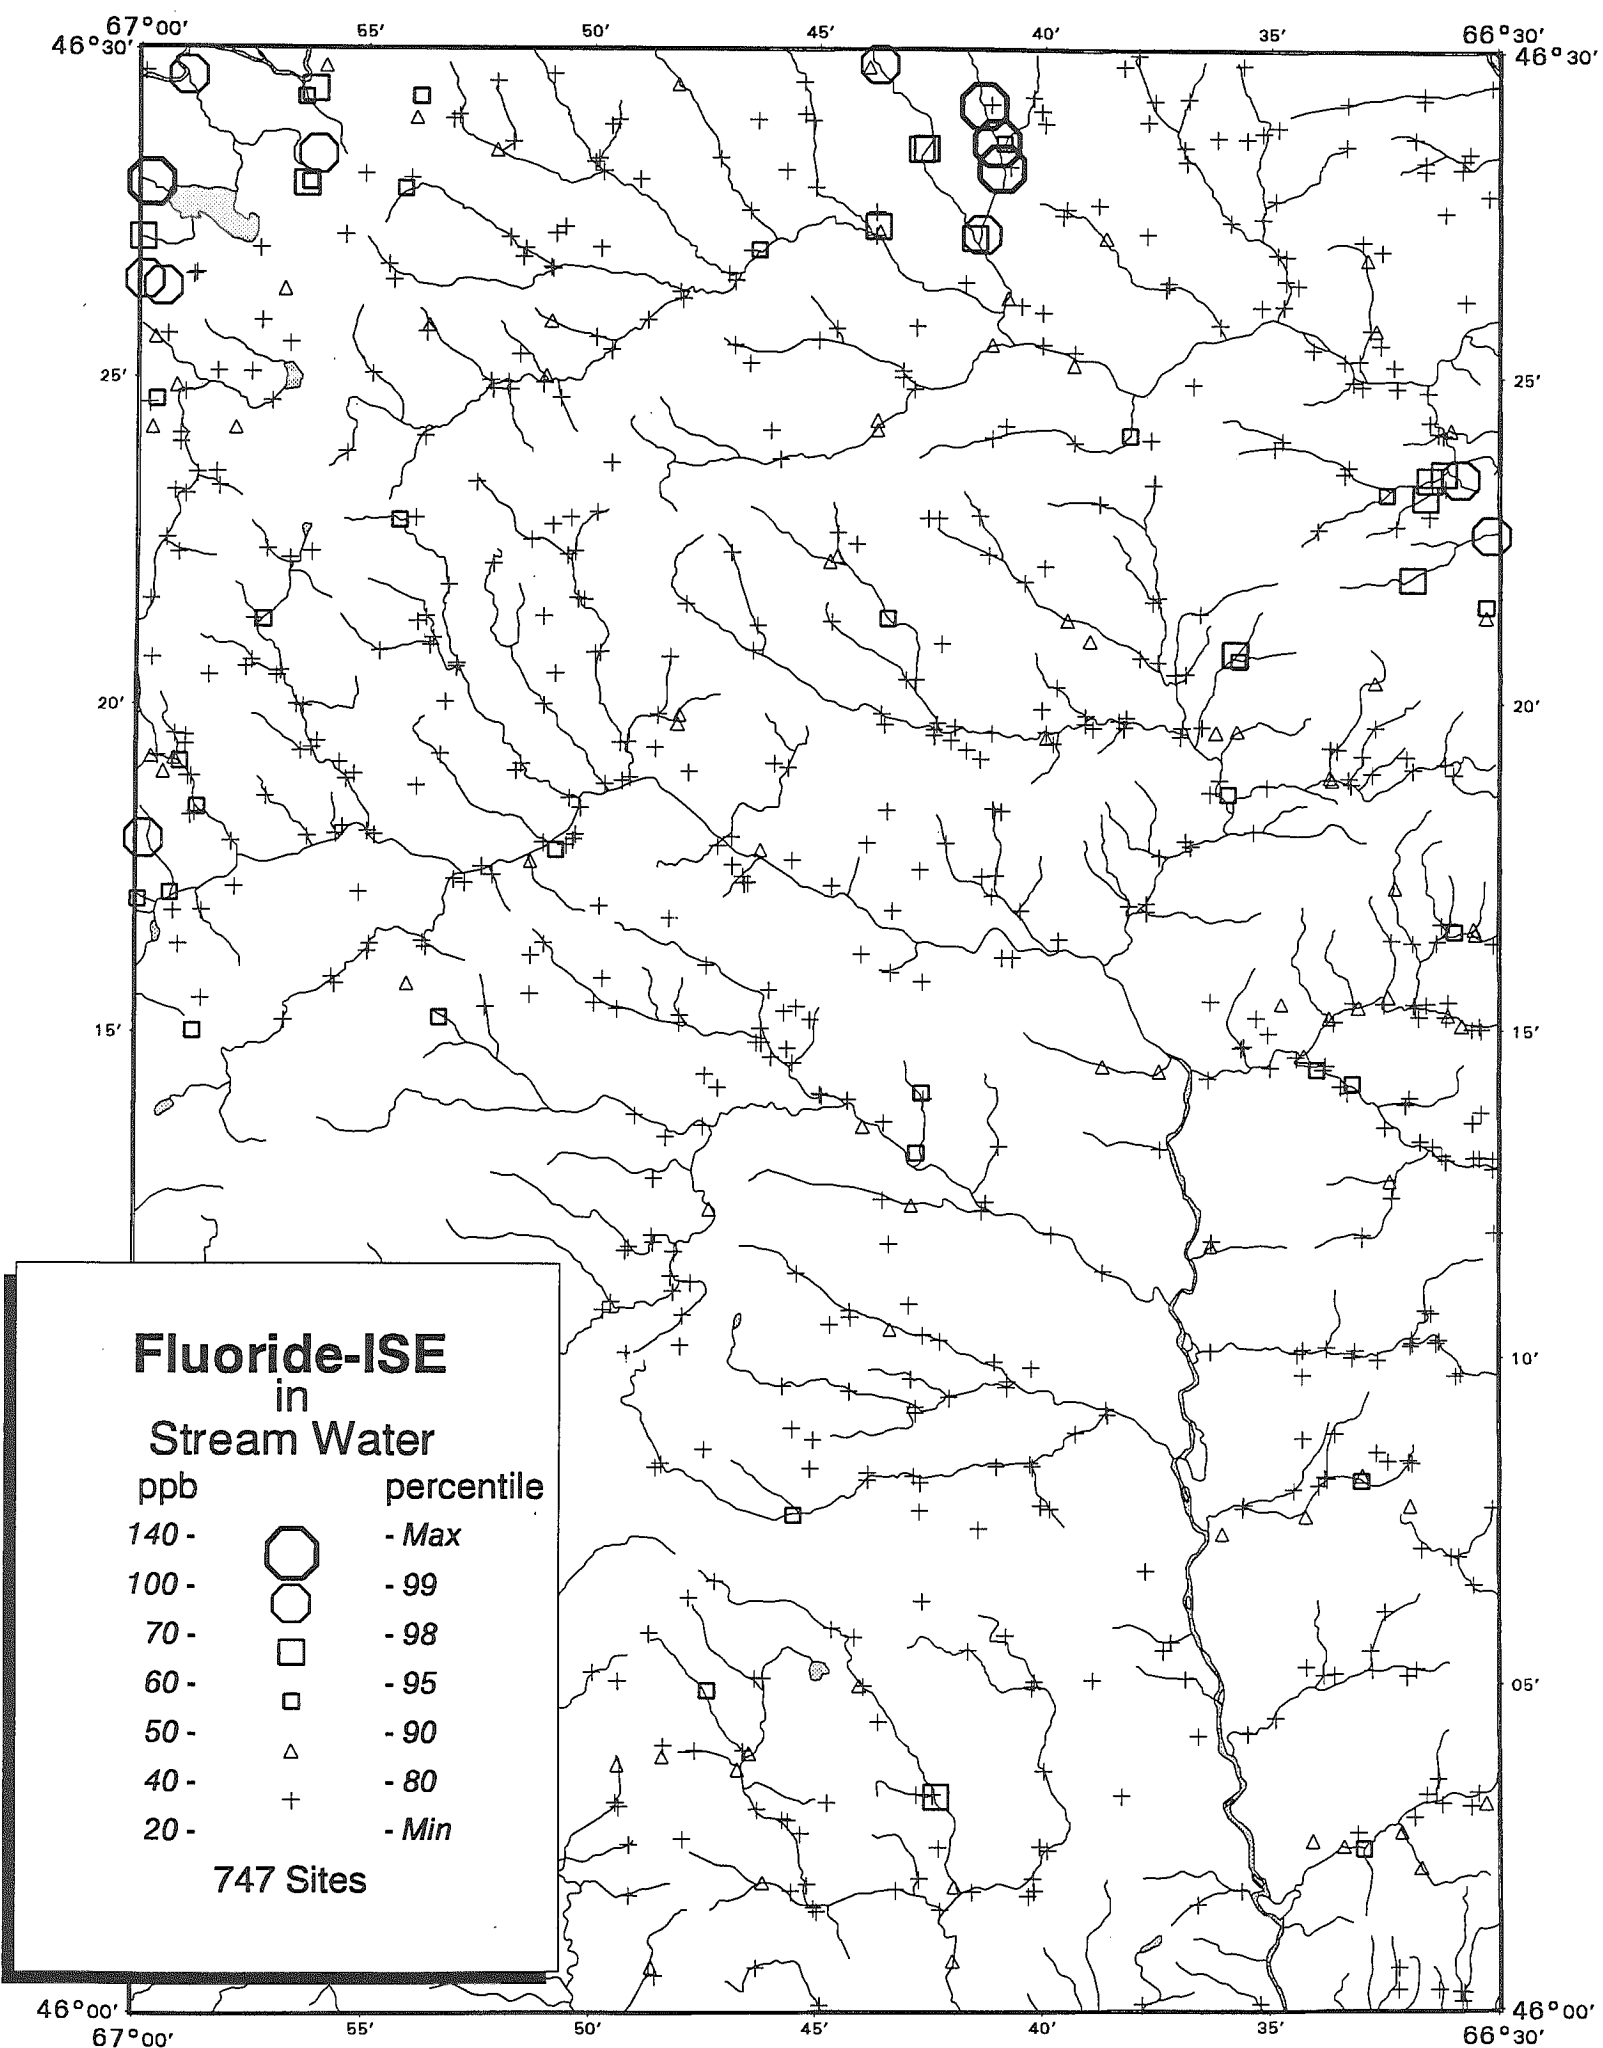 67°00′ 55′ 50′ 45′ 40′ 35′ 66°30′
46°30′ 46°30′
25′ 25′
20′ 20′
15′ 15′
10′
05′
Fluoride-ISE
in
Stream Water
ppb percentile
140 - - Max
100 - - 99
70 - - 98
60 - - 95
50 - - 90
40 - - 80
20 - - Min
747 Sites
46°00′ 46°00′
67°00′ 55′ 50′ 45′ 40′ 35′ 66°30′